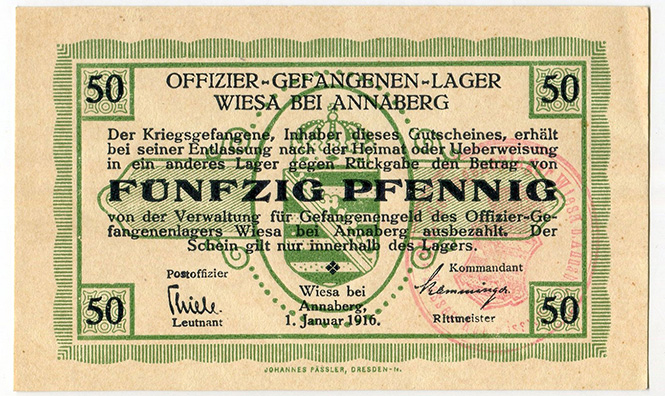 50 50
OFFIZIER-GEFANGENEN-LAGER
WIESA BEI ANNABERG
Der Kriegsgefangene, Inhaber dieses Gutscheines, erhält
bei seiner Entlassung nach der Heimat oder Ueberweisung
in ein anderes Lager gegen Rückgabe den Betrag von
FÜNFZIG PFENNIG
von der Verwaltung für Gefangenengeld des Offizier-Ge-
fangenenlagers Wiesa bei Annaberg ausbezahlt. Der
Schein gilt nur innerhalb des Lagers.
Postoffizier
Thiele
Leutnant
Wiesa bei
Annaberg,
1. Januar 1916.
Kommandant
Rittmeister
50 50
JOHANNES PÄSSLER, DRESDEN-N.